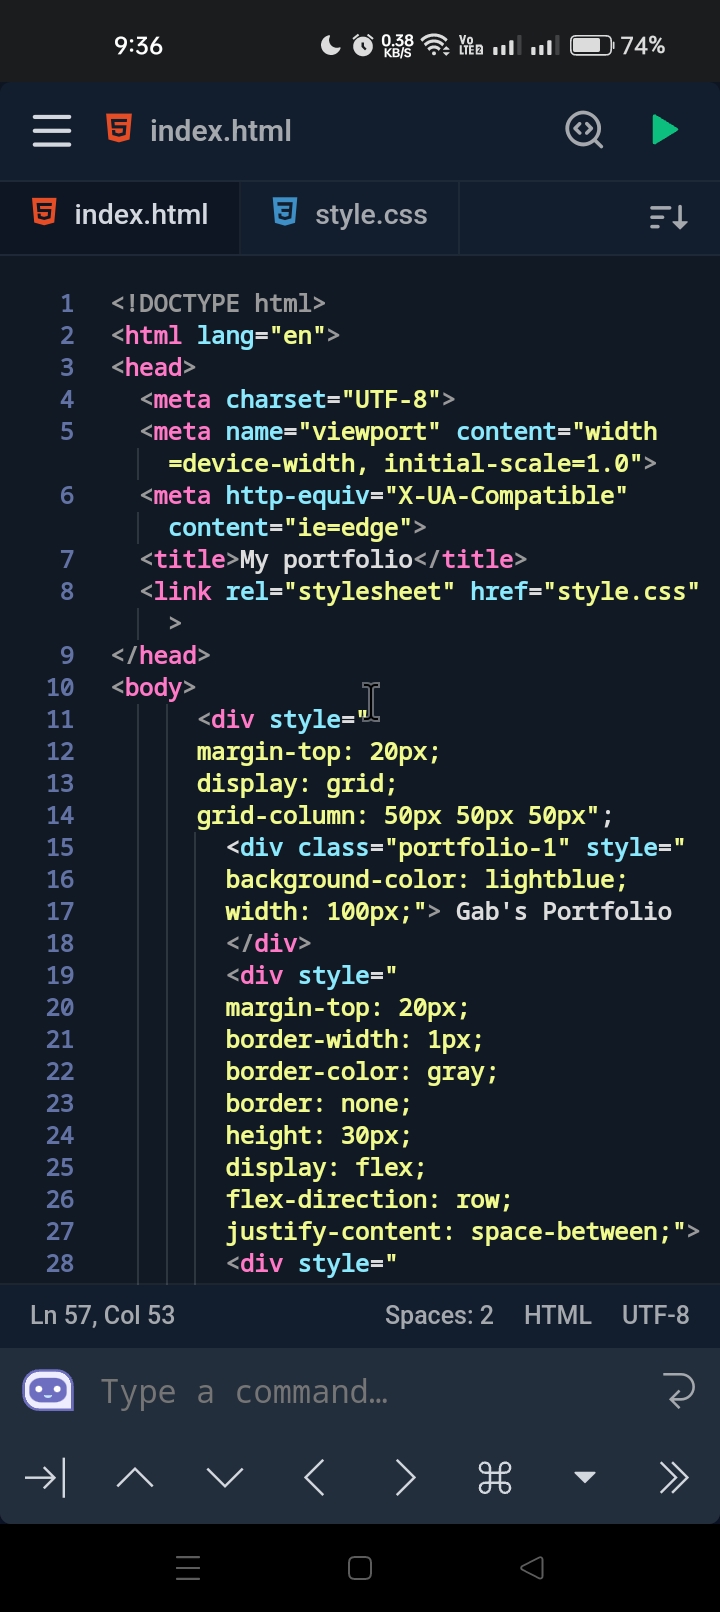 9:36 0.38 KB/S Vo LTE2 74%
index.html
index.html style.css
1 <!DOCTYPE html>
2 <html lang="en">
3 <head>
4 <meta charset="UTF-8">
5 <meta name="viewport" content="width
=device-width, initial-scale=1.0">
6 <meta http-equiv="X-UA-Compatible"
content="ie=edge">
7 <title>My portfolio</title>
8 <link rel="stylesheet" href="style.css"
>
9 </head>
10 <body>
11 <div style="
12 margin-top: 20px;
13 display: grid;
14 grid-column: 50px 50px 50px";
15 <div class="portfolio-1" style="
16 background-color: lightblue;
17 width: 100px;"> Gab's Portfolio
18 </div>
19 <div style="
20 margin-top: 20px;
21 border-width: 1px;
22 border-color: gray;
23 border: none;
24 height: 30px;
25 display: flex;
26 flex-direction: row;
27 justify-content: space-between;">
28 <div style="
Ln 57, Col 53 Spaces: 2 HTML UTF-8
Type a command…